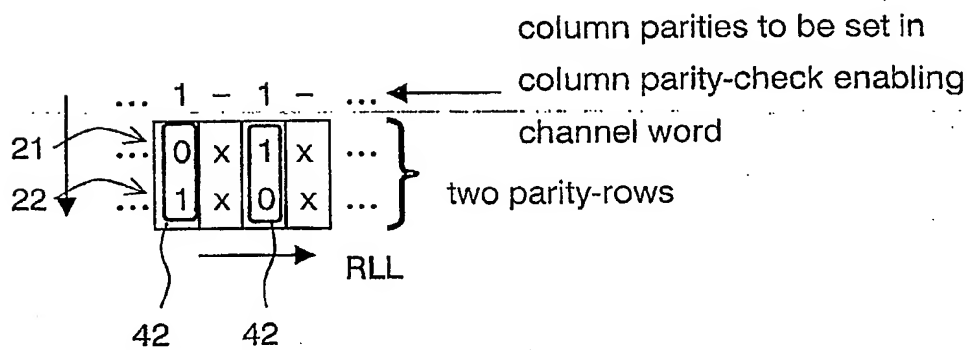 column parities to be set in
... 1 – 1 – ... column parity-check enabling
channel word
21 ... 0 x 1 x ...
22 ... 1 x 0 x ... two parity-rows
RLL
42 42